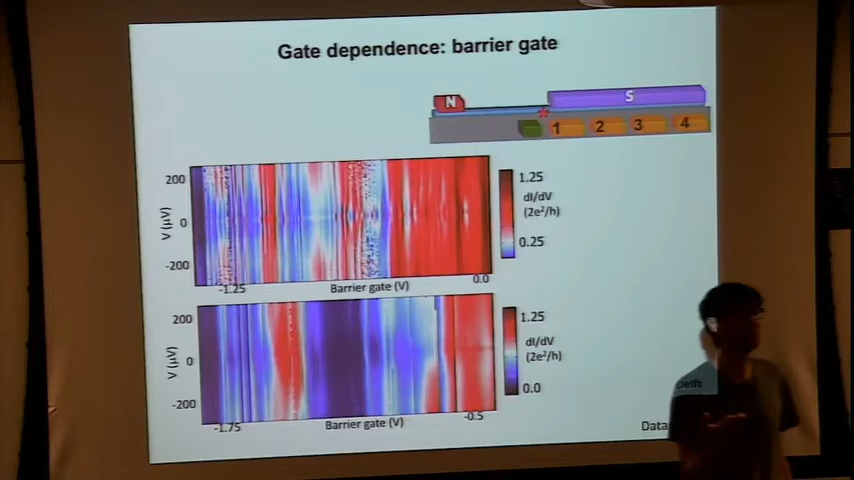 Gate dependence: barrier gate
N
S
1 2 3 4
200
0
-200
V (μV)
-1.25
Barrier gate (V)
0.0
1.25
dI/dV
(2e²/h)
0.25
200
0
-200
V (μV)
-1.75
Barrier gate (V)
-0.5
1.25
dI/dV
(2e²/h)
0.0
Data
delft